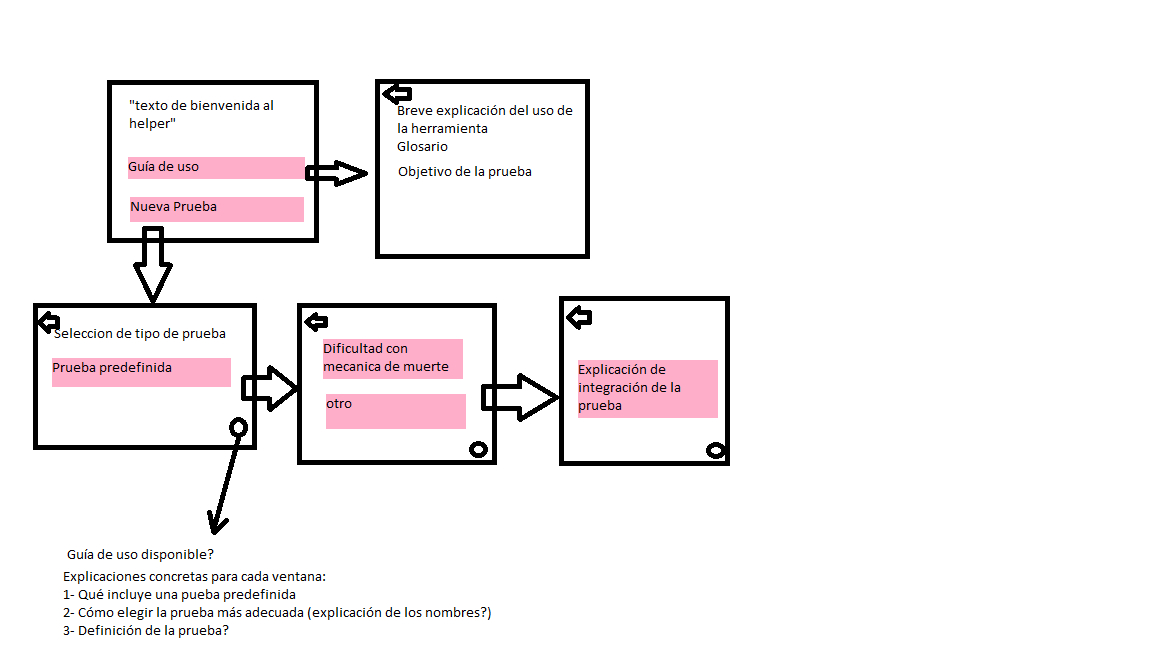 "texto de bienvenida al
helper"
Guía de uso
Nueva Prueba
Breve explicación del uso de
la herramienta
Glosario
Objetivo de la prueba
Seleccion de tipo de prueba
Prueba predefinida
Dificultad con
mecanica de muerte
otro
Explicación de
integración de la
prueba
Guía de uso disponible?
Explicaciones concretas para cada ventana:
1- Qué incluye una pueba predefinida
2- Cómo elegir la prueba más adecuada (explicación de los nombres?)
3- Definición de la prueba?